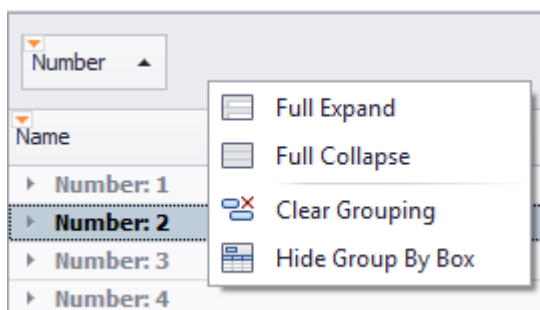 Number
Full Expand
Name
Full Collapse
Number: 1
Clear Grouping
Number: 2
Number: 3
Hide Group By Box
Number: 4